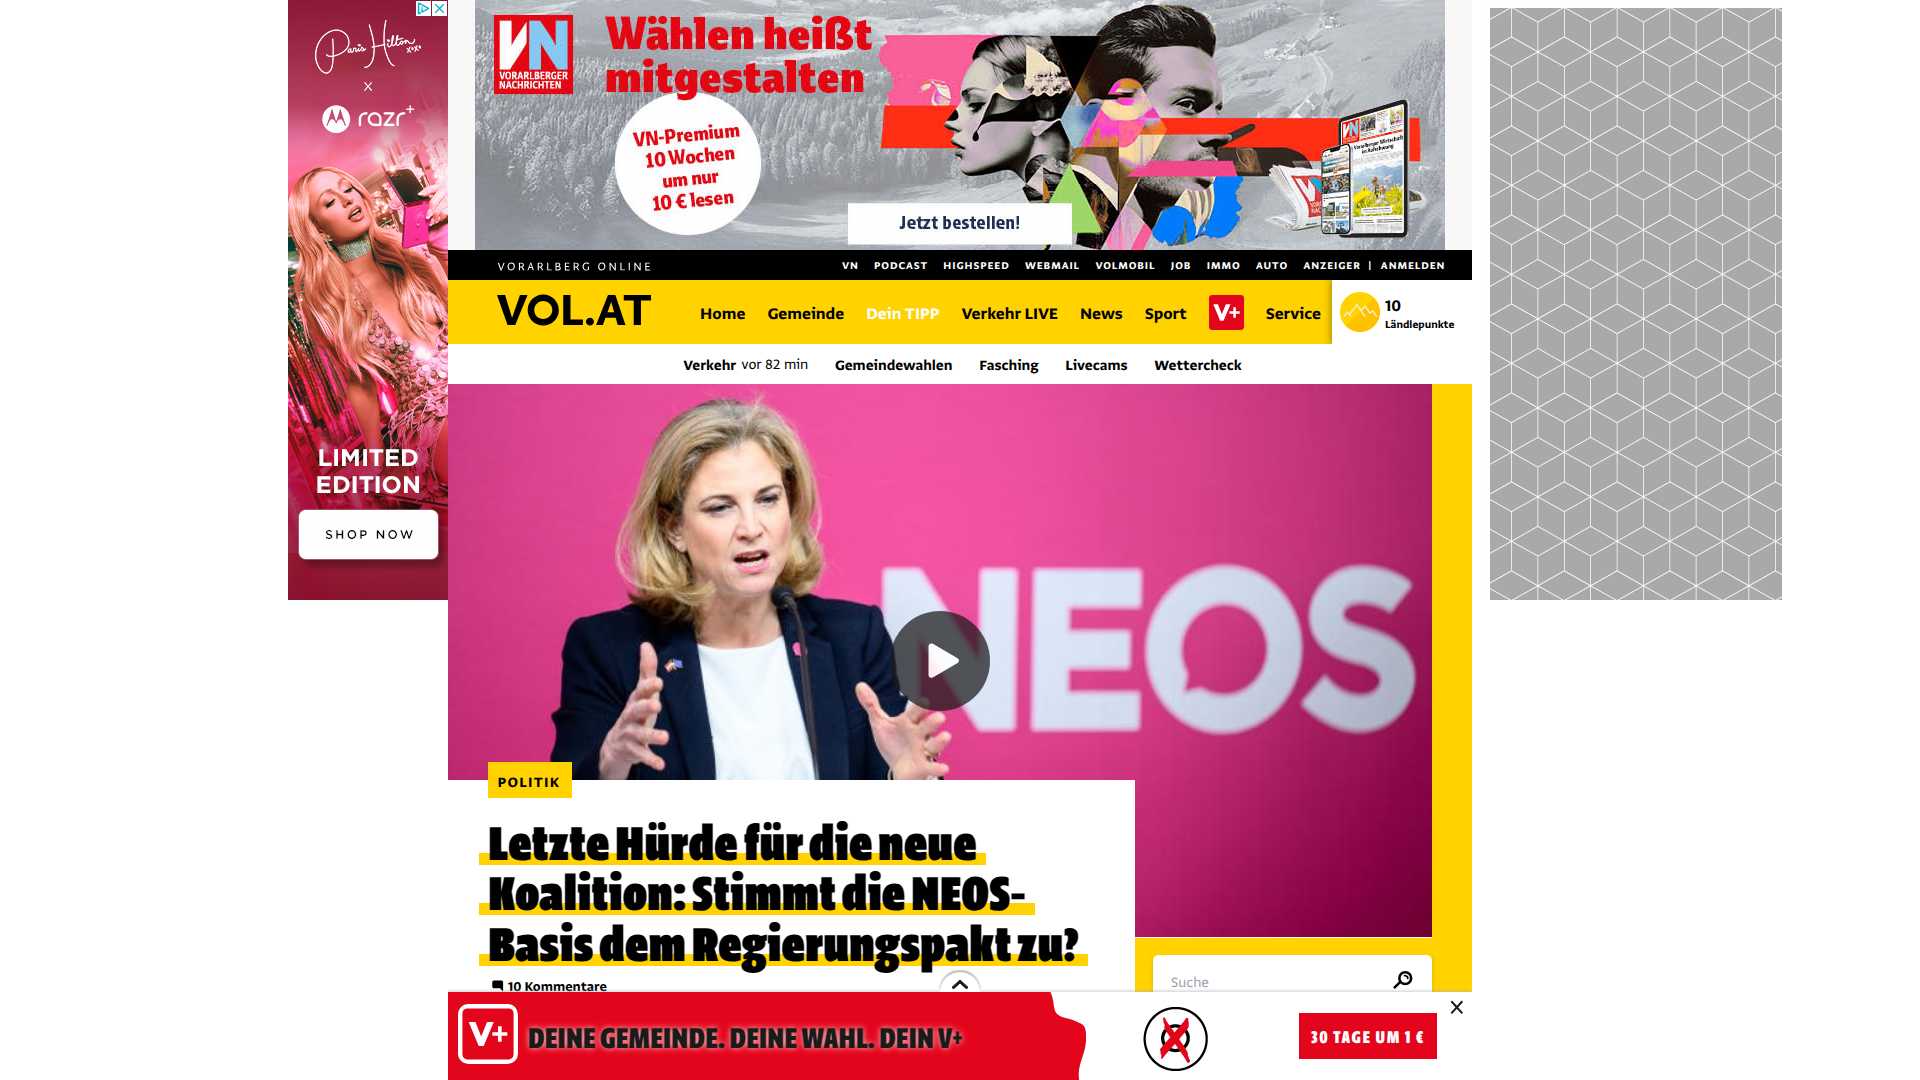 Paris Hilton
xoxo
x
razr+
LIMITED
EDITION
SHOP NOW
VN
VORARLBERGER
NACHRICHTEN
Wählen heißt
mitgestalten
VN-Premium
10 Wochen
um nur
10 € lesen
Jetzt bestellen!
VORARLBERG ONLINE
VN PODCAST HIGHSPEED WEBMAIL VOLMOBIL JOB IMMO AUTO ANZEIGER | ANMELDEN
VOL.AT
Home Gemeinde Dein TIPP Verkehr LIVE News Sport V+ Service
10
Ländlepunkte
Verkehr vor 82 min Gemeindewahlen Fasching Livecams Wettercheck
NEOS
POLITIK
Letzte Hürde für die neue
Koalition: Stimmt die NEOS-
Basis dem Regierungspakt zu?
10 Kommentare
Suche
V+ DEINE GEMEINDE. DEINE WAHL. DEIN V+
30 TAGE UM 1 €